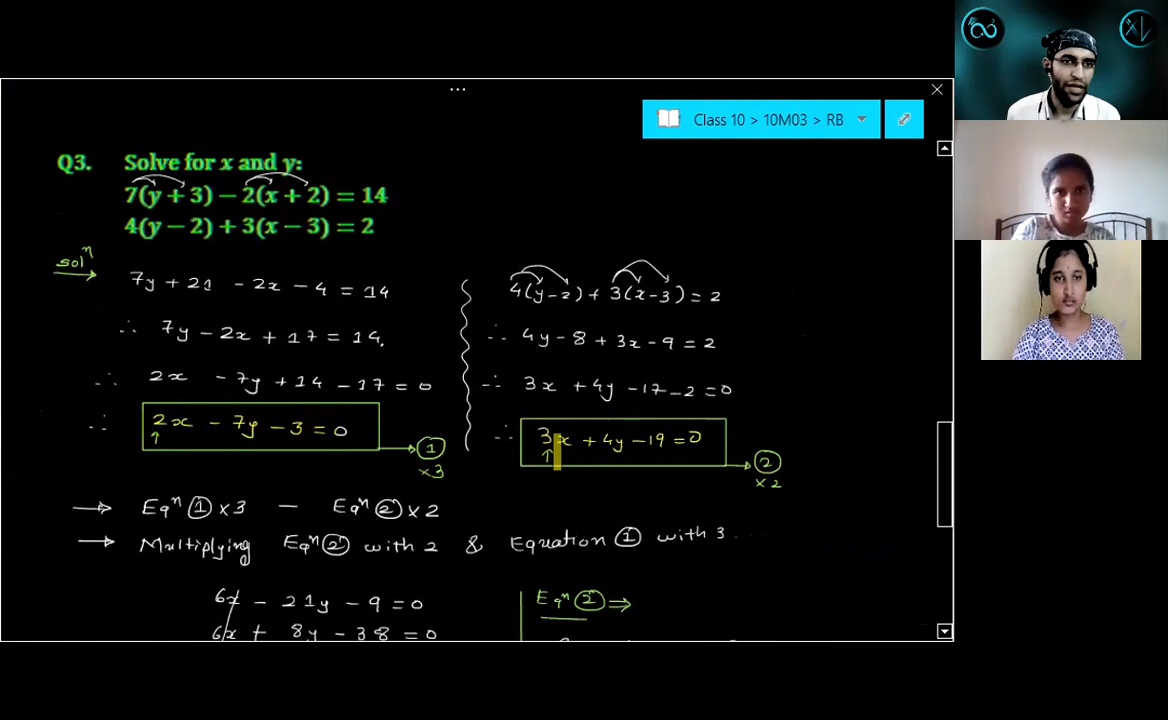 Class 10 > 10M03 > RB
Q3. Solve for x and y:
7(y + 3) − 2(x + 2) = 14
4(y − 2) + 3(x − 3) = 2
solⁿ
7y + 21 - 2x - 4 = 14
∴ 7y - 2x + 17 = 14.
∴ 2x - 7y + 14 - 17 = 0
∴ 2x - 7y - 3 = 0
① ×3
4(y-2) + 3(x-3) = 2
∴ 4y - 8 + 3x - 9 = 2
∴ 3x + 4y - 17 - 2 = 0
∴ 3x + 4y - 19 = 0
② ×2
→ Eqⁿ ① ×3 - Eqⁿ ② ×2
→ Multiplying Eqⁿ ② with 2 & Equation ① with 3 ....
6x - 21y - 9 = 0
6x + 8y - 38 = 0
Eqⁿ ② ⇒